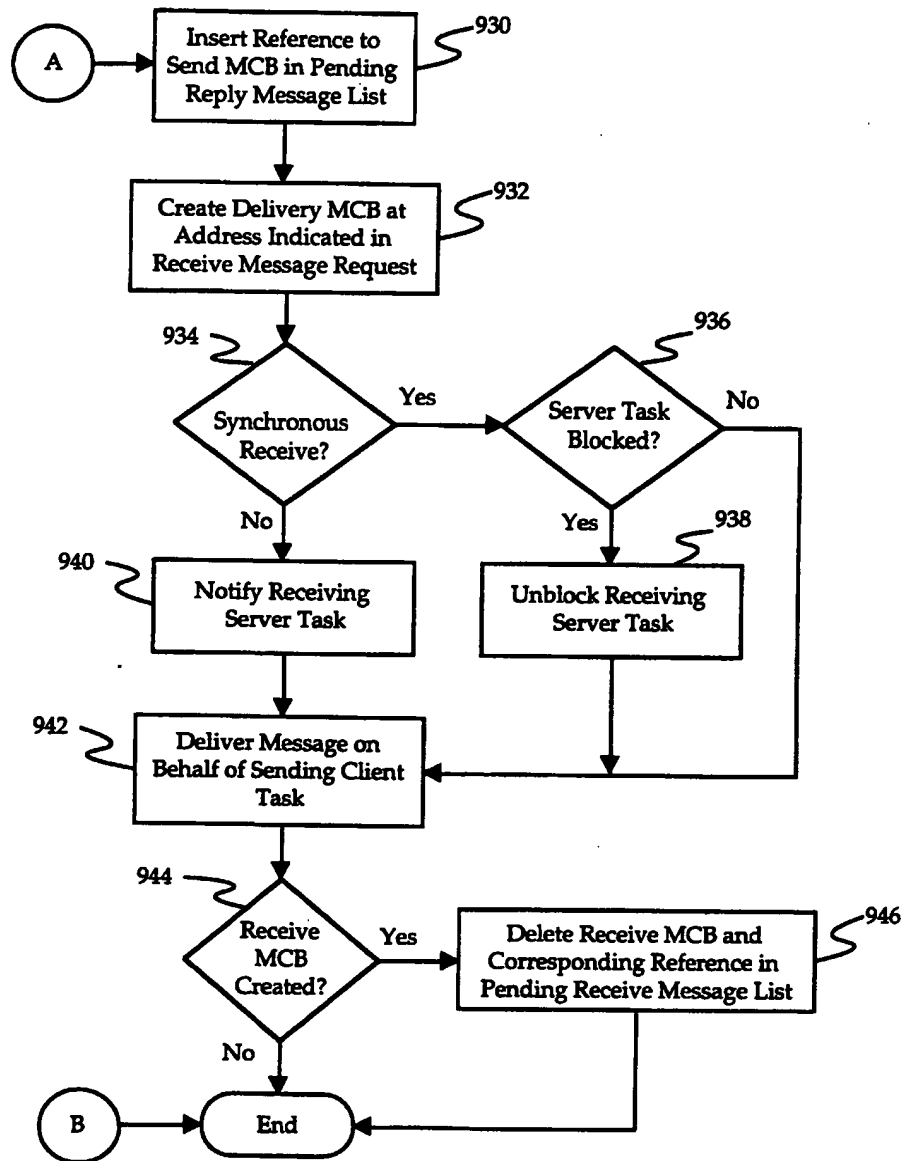 A
Insert Reference to
Send MCB in Pending
Reply Message List
930
Create Delivery MCB at
Address Indicated in
Receive Message Request
932
934
Synchronous
Receive?
Yes
No
936
Server Task
Blocked?
No
Yes
938
Unblock Receiving
Server Task
940
Notify Receiving
Server Task
942
Deliver Message on
Behalf of Sending Client
Task
944
Receive
MCB
Created?
Yes
No
946
Delete Receive MCB and
Corresponding Reference in
Pending Receive Message List
B
End